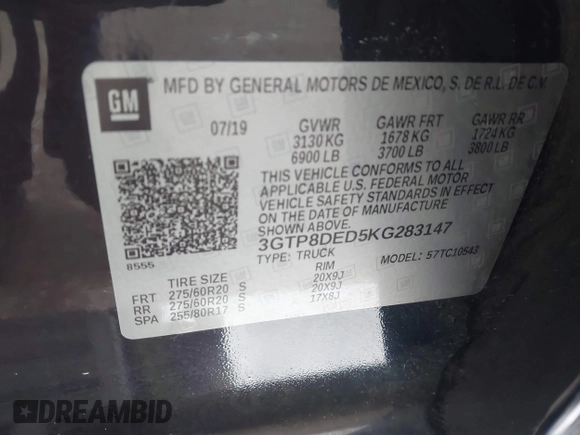 GM
MFD BY GENERAL MOTORS DE MEXICO, S. DE R.L. DE C.V.
07/19 GVWR GAWR FRT GAWR RR
3130 KG 1678 KG 1724 KG
6900 LB 3700 LB 3800 LB
THIS VEHICLE CONFORMS TO ALL
APPLICABLE U.S. FEDERAL MOTOR
VEHICLE SAFETY STANDARDS IN EFFECT
ON THE DATE OF MANUFACTURE
SHOWN ABOVE.
3GTP8DED5KG283147
8555 TYPE: TRUCK MODEL: 57TC10543
TIRE SIZE RIM
FRT 275/60R20 S 20X9J
RR 275/60R20 S 20X9J
SPA 255/80R17 S 17X8J
DREAMBID